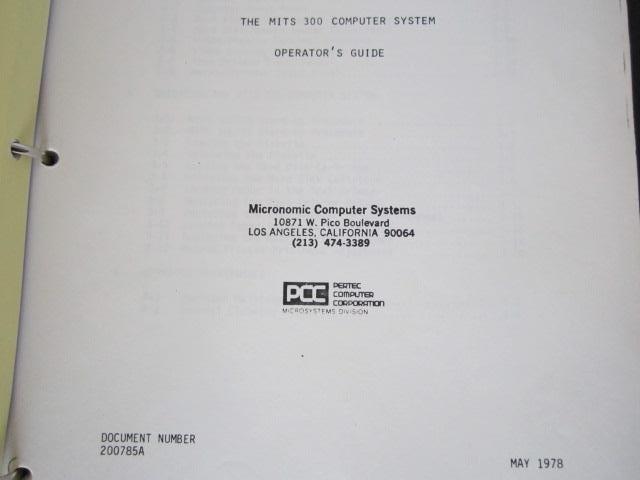 THE MITS 300 COMPUTER SYSTEM
OPERATOR'S GUIDE
Micronomic Computer Systems
10871 W. Pico Boulevard
LOS ANGELES, CALIFORNIA 90064
(213) 474-3389
PCC PERTEC
COMPUTER
CORPORATION
MICROSYSTEMS DIVISION
DOCUMENT NUMBER
200785A
MAY 1978